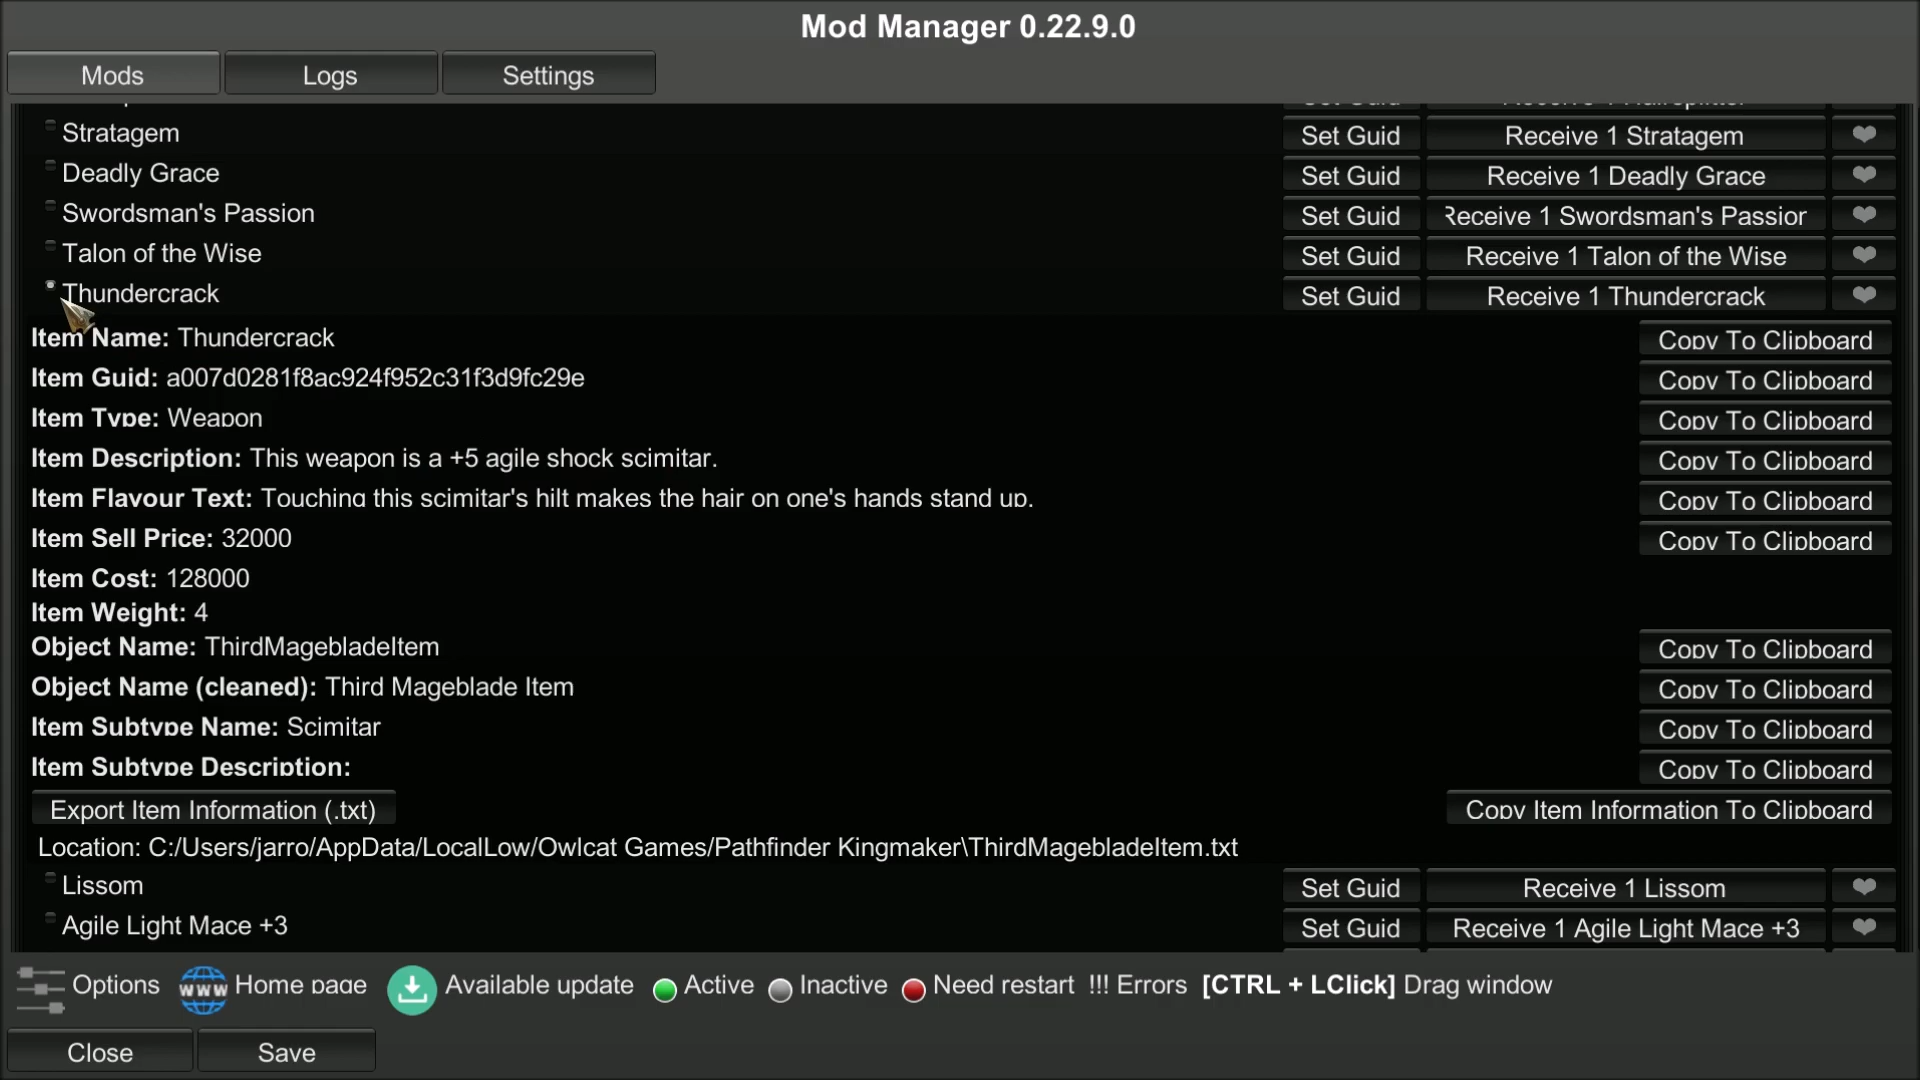 Mod Manager 0.22.9.0
Mods Logs Settings
Stratagem Set Guid Receive 1 Stratagem
Deadly Grace Set Guid Receive 1 Deadly Grace
Swordsman's Passion Set Guid Receive 1 Swordsman's Passion
Talon of the Wise Set Guid Receive 1 Talon of the Wise
Thundercrack Set Guid Receive 1 Thundercrack
Item Name: Thundercrack Copy To Clipboard
Item Guid: a007d0281f8ac924f952c31f3d9fc29e Copy To Clipboard
Item Type: Weapon Copy To Clipboard
Item Description: This weapon is a +5 agile shock scimitar. Copy To Clipboard
Item Flavour Text: Touching this scimitar's hilt makes the hair on one's hands stand up. Copy To Clipboard
Item Sell Price: 32000 Copy To Clipboard
Item Cost: 128000
Item Weight: 4
Object Name: ThirdMagebladeItem Copy To Clipboard
Object Name (cleaned): Third Mageblade Item Copy To Clipboard
Item Subtype Name: Scimitar Copy To Clipboard
Item Subtype Description: Copy To Clipboard
Export Item Information (.txt) Copy Item Information To Clipboard
Location: C:/Users/jarro/AppData/LocalLow/Owlcat Games/Pathfinder Kingmaker\ThirdMagebladeItem.txt
Lissom Set Guid Receive 1 Lissom
Agile Light Mace +3 Set Guid Receive 1 Agile Light Mace +3
Options www Home page Available update Active Inactive Need restart !!! Errors [CTRL + LClick] Drag window
Close Save